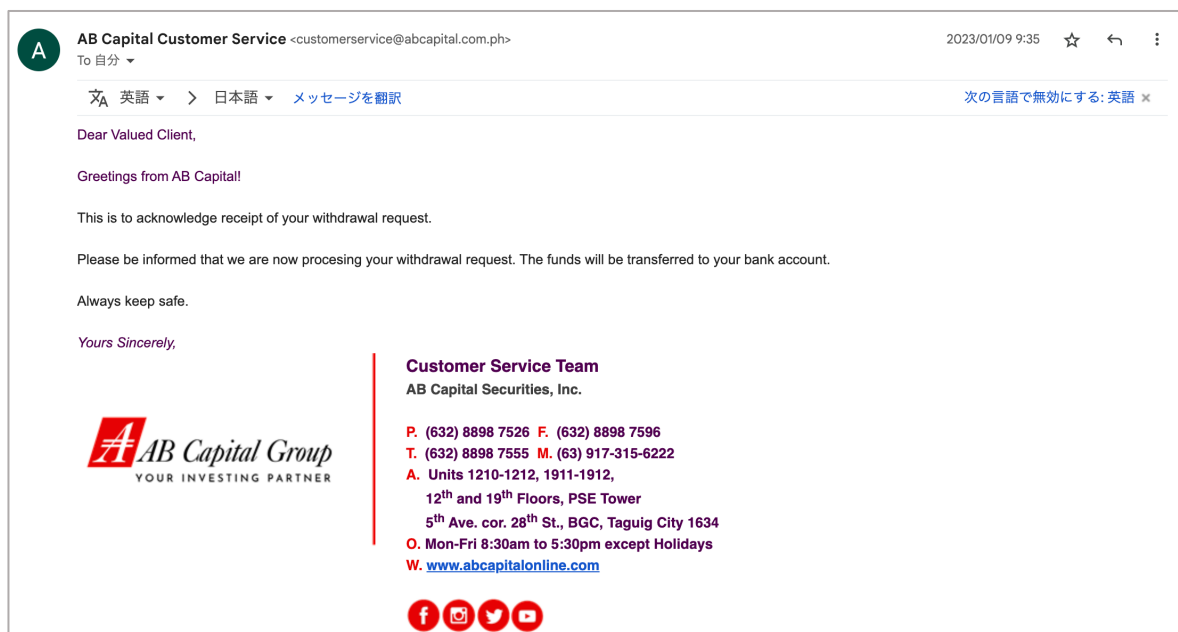 A
AB Capital Customer Service <customerservice@abcapital.com.ph>
2023/01/09 9:35
To 自分
文A 英語 > 日本語 メッセージを翻訳
次の言語で無効にする: 英語 ×
Dear Valued Client,
Greetings from AB Capital!
This is to acknowledge receipt of your withdrawal request.
Please be informed that we are now procesing your withdrawal request. The funds will be transferred to your bank account.
Always keep safe.
Yours Sincerely,
AB Capital Group
YOUR INVESTING PARTNER
Customer Service Team
AB Capital Securities, Inc.
P. (632) 8898 7526 F. (632) 8898 7596
T. (632) 8898 7555 M. (63) 917-315-6222
A. Units 1210-1212, 1911-1912,
12th and 19th Floors, PSE Tower
5th Ave. cor. 28th St., BGC, Taguig City 1634
O. Mon-Fri 8:30am to 5:30pm except Holidays
W. www.abcapitalonline.com